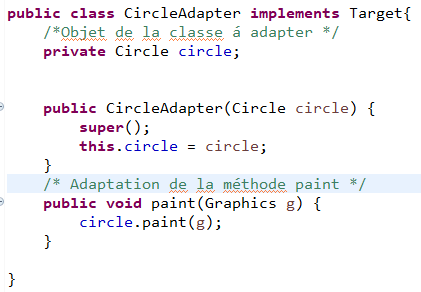 public class CircleAdapter implements Target{
/*Objet de la classe á adapter */
private Circle circle;
public CircleAdapter(Circle circle) {
super();
this.circle = circle;
}
/* Adaptation de la méthode paint */
public void paint(Graphics g) {
circle.paint(g);
}
}